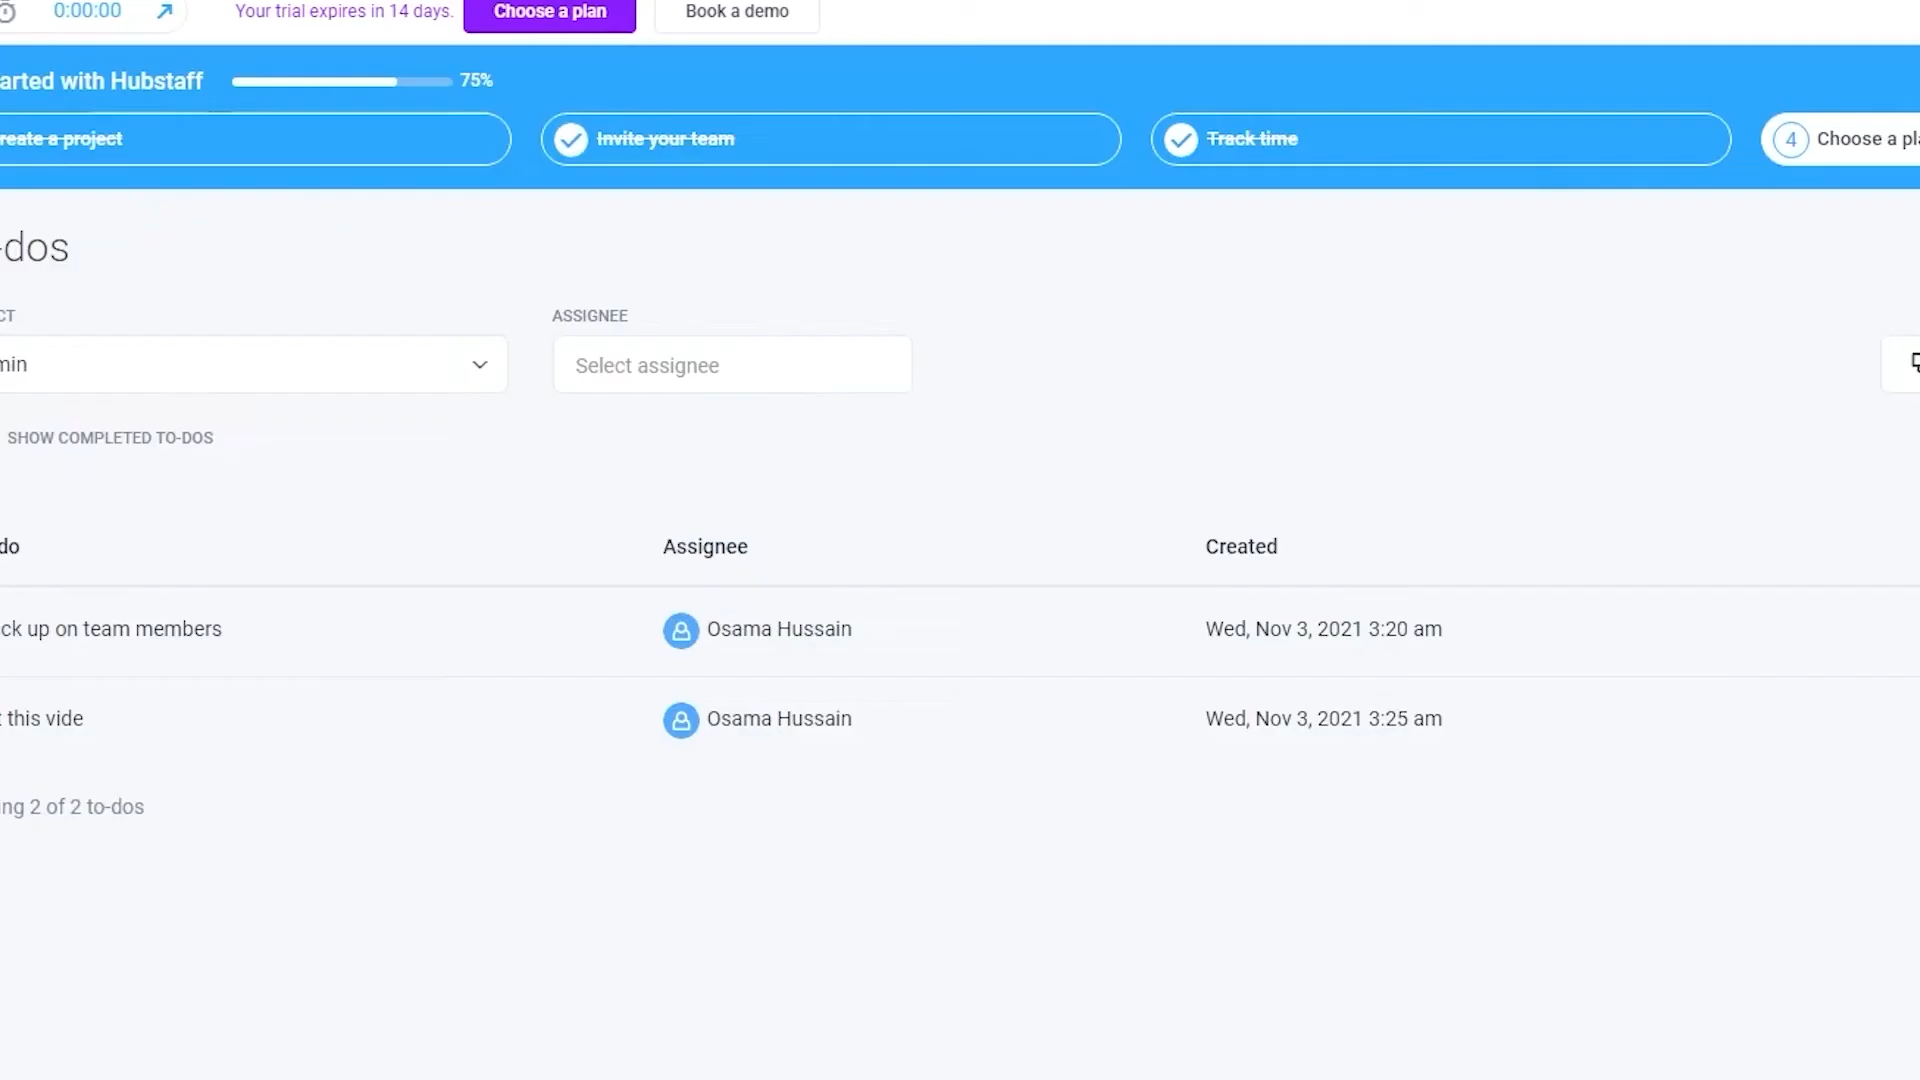 0:00:00
Your trial expires in 14 days.
Choose a plan
Book a demo
arted with Hubstaff
75%
reate a project
Invite your team
Track time
4 Choose a pla
-dos
CT
ASSIGNEE
min
Select assignee
SHOW COMPLETED TO-DOS
do
Assignee
Created
ck up on team members
Osama Hussain
Wed, Nov 3, 2021 3:20 am
t this vide
Osama Hussain
Wed, Nov 3, 2021 3:25 am
ng 2 of 2 to-dos